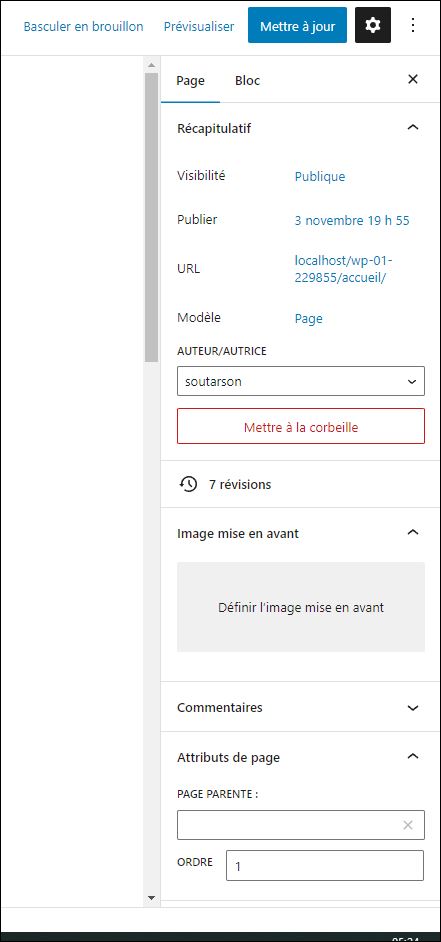 Basculer en brouillon Prévisualiser Mettre à jour
Page Bloc
Récapitulatif
Visibilité Publique
Publier 3 novembre 19 h 55
URL localhost/wp-01-
229855/accueil/
Modèle Page
AUTEUR/AUTRICE
soutarson
Mettre à la corbeille
7 révisions
Image mise en avant
Définir l’image mise en avant
Commentaires
Attributs de page
PAGE PARENTE :
ORDRE 1